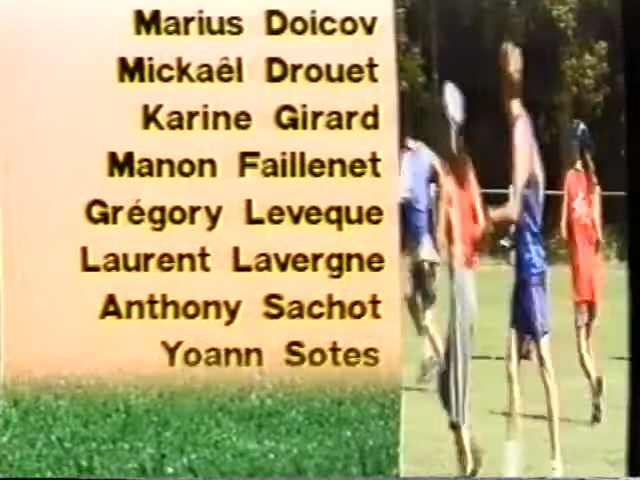 Marius Doicov
Mickaêl Drouet
Karine Girard
Manon Faillenet
Grégory Leveque
Laurent Lavergne
Anthony Sachot
Yoann Sotes